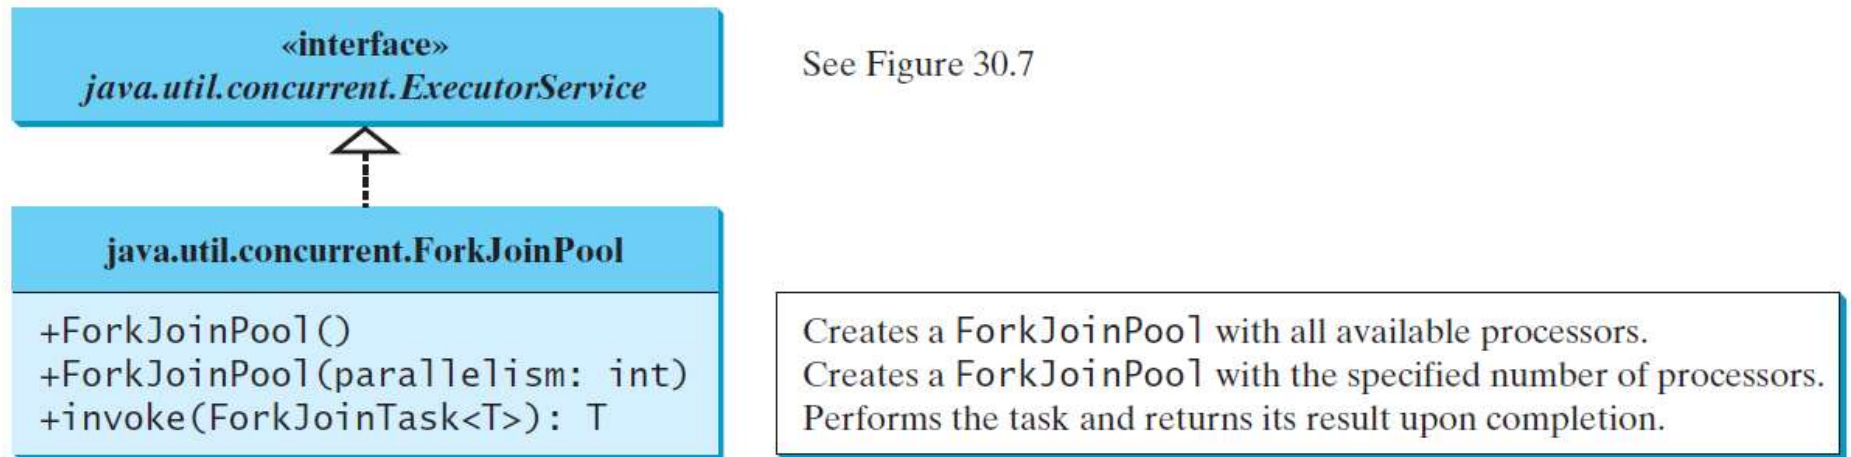 «interface»
java.util.concurrent.ExecutorService
See Figure 30.7
java.util.concurrent.ForkJoinPool
+ForkJoinPool()
+ForkJoinPool(parallelism: int)
+invoke(ForkJoinTask<T>): T
Creates a ForkJoinPool with all available processors.
Creates a ForkJoinPool with the specified number of processors.
Performs the task and returns its result upon completion.